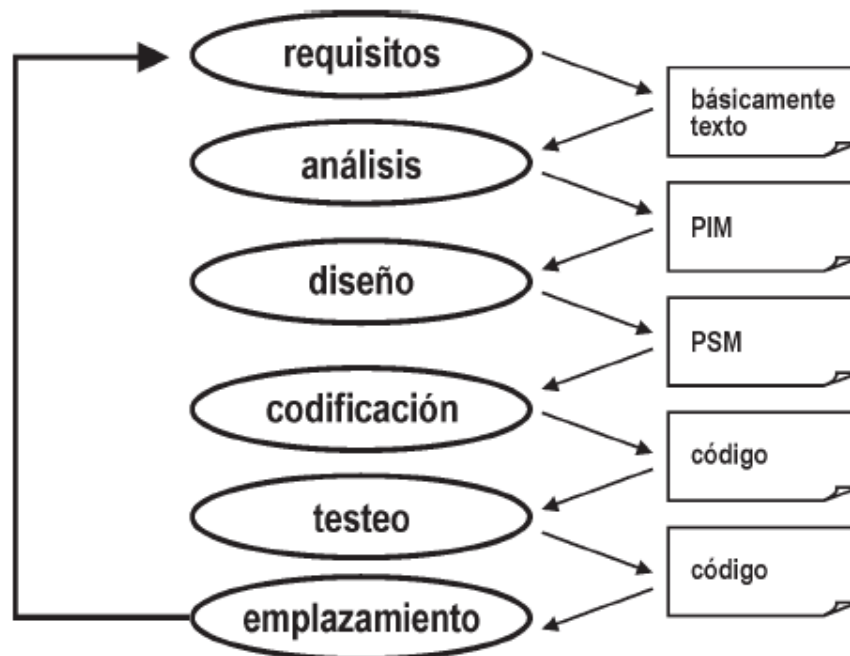 requisitos
básicamente
texto
análisis
PIM
diseño
PSM
codificación
código
testeo
código
emplazamiento